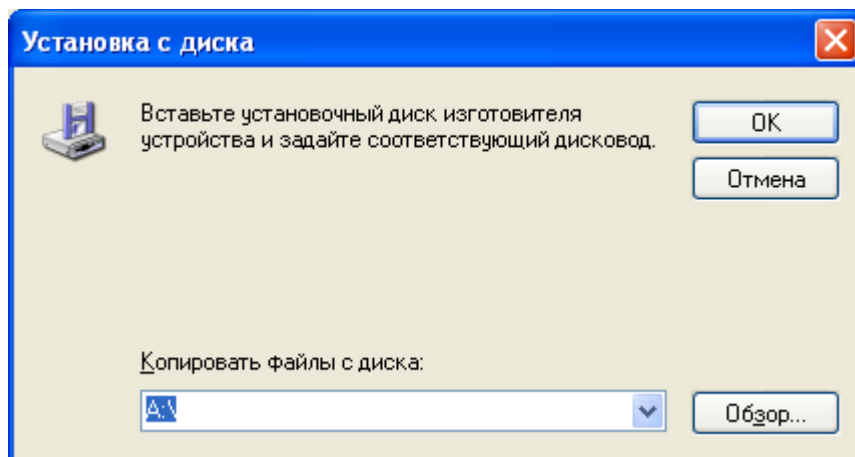 Установка с диска
Вставьте установочный диск изготовителя
устройства и задайте соответствующий дисковод.
OK
Отмена
Копировать файлы с диска:
A:\
Обзор...